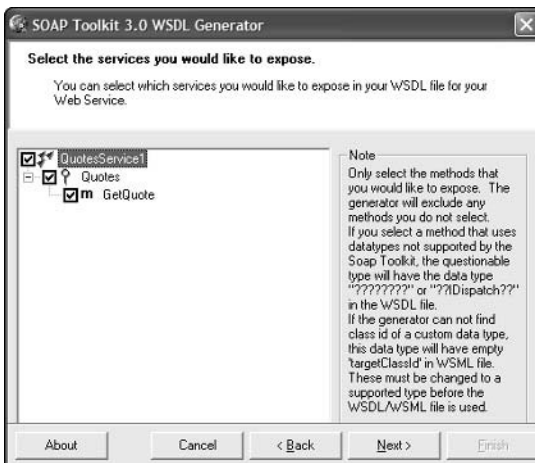 SOAP Toolkit 3.0 WSDL Generator
Select the services you would like to expose.
You can select which services you would like to expose in your WSDL file for your
Web Service.
QuotesService1
Quotes
m GetQuote
Note
Only select the methods that
you would like to expose. The
generator will exclude any
methods you do not select.
If you select a method that uses
datatypes not supported by the
Soap Toolkit, the questionable
type will have the data type
"????????" or "??IDispatch??"
in the WSDL file.
If the generator can not find
class id of a custom data type,
this data type will have empty
'targetClassId' in WSML file.
These must be changed to a
supported type before the
WSDL/WSML file is used.
About
Cancel
< Back
Next >
Finish